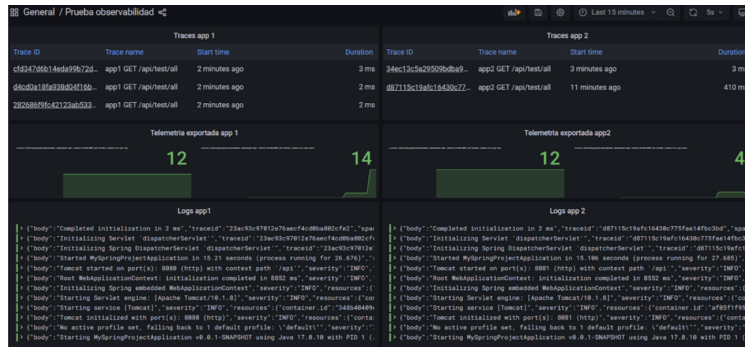 General / Prueba observabilidad
Last 15 minutes
5s
Traces app 1
Trace ID Trace name Start time Duration
cfd347d6b14eda99b72d... app1 GET /api/test/all 2 minutes ago 3 ms
d4cd0a18fa938d04f16b... app1 GET /api/test/all 2 minutes ago 2 ms
282686f9fc42123ab533... app1 GET /api/test/all 2 minutes ago 2 ms
Traces app 2
Trace ID Trace name Start time Duration
34ec13c5a29509bdba9... app2 GET /api/test/all 3 minutes ago 3 m
d87115c19afc16430c77... app2 GET /api/test/all 11 minutes ago 410 m
Telemetria exportada app 1
12
14
Telemetria exportada app2
12
4
Logs app1
> {"body":"Completed initialization in 2 ms","traceid":"23ac93c97012e76aecf4cd0ba802cfe2","spa
> {"body":"Initializing Servlet 'dispatcherServlet'","traceid":"23ac93c97012e76aecf4cd0ba802cf
> {"body":"Initializing Spring DispatcherServlet 'dispatcherServlet'","traceid":"23ac93c97012e
> {"body":"Started MySpringProjectApplication in 15.21 seconds (process running for 26.676)",
> {"body":"Tomcat started on port(s): 8080 (http) with context path '/api'","severity":"INFO",
> {"body":"Root WebApplicationContext: initialization completed in 8852 ms","severity":"INFO",
> {"body":"Initializing Spring embedded WebApplicationContext","severity":"INFO","resources":{
> {"body":"Starting Servlet engine: [Apache Tomcat/10.1.8]","severity":"INFO","resources":{"co
> {"body":"Starting service [Tomcat]","severity":"INFO","resources":{"container.id":"348b40409
> {"body":"Tomcat initialized with port(s): 8080 (http)","severity":"INFO","resources":{"conta
> {"body":"No active profile set, falling back to 1 default profile: \"default\"","severity":"
> {"body":"Starting MySpringProjectApplication v0.0.1-SNAPSHOT using Java 17.0.10 with PID 1 (
Logs app 2
> {"body":"Completed initialization in 2 ms","traceid":"d87115c19afc16430c775fae14fbc3bd","spa
> {"body":"Initializing Servlet 'dispatcherServlet'","traceid":"d87115c19afc16430c775fae14fb
> {"body":"Initializing Spring DispatcherServlet 'dispatcherServlet'","traceid":"d87115c19afc1
> {"body":"Started MySpringProjectApplication in 15.106 seconds (process running for 27.685)",
> {"body":"Tomcat started on port(s): 8081 (http) with context path '/api'","severity":"INFO"
> {"body":"Root WebApplicationContext: initialization completed in 8552 ms","severity":"INFO",
> {"body":"Initializing Spring embedded WebApplicationContext","severity":"INFO","resources":
> {"body":"Starting Servlet engine: [Apache Tomcat/10.1.8]","severity":"INFO","resources":{"c
> {"body":"Starting service [Tomcat]","severity":"INFO","resources":{"container.id":"af05f1f95
> {"body":"Tomcat initialized with port(s): 8081 (http)","severity":"INFO","resources":{"conta
> {"body":"No active profile set, falling back to 1 default profile: \"default\"","severity":"
> {"body":"Starting MySpringProjectApplication v0.0.1-SNAPSHOT using Java 17.0.10 with PID 1